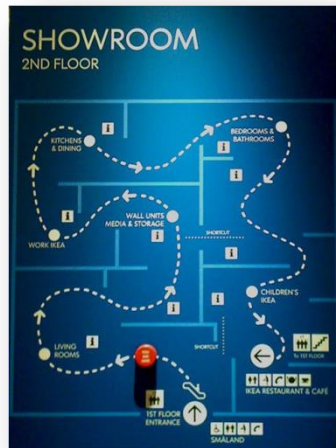 SHOWROOM
2ND FLOOR
KITCHENS
& DINING
BEDROOMS &
BATHROOMS
WALL UNITS
MEDIA & STORAGE
WORK IKEA
SHORTCUT
CHILDREN'S
IKEA
LIVING
ROOMS
SHORTCUT
To 1ST FLOOR
IKEA RESTAURANT & CAFÉ
1ST FLOOR
ENTRANCE
SMÅLAND